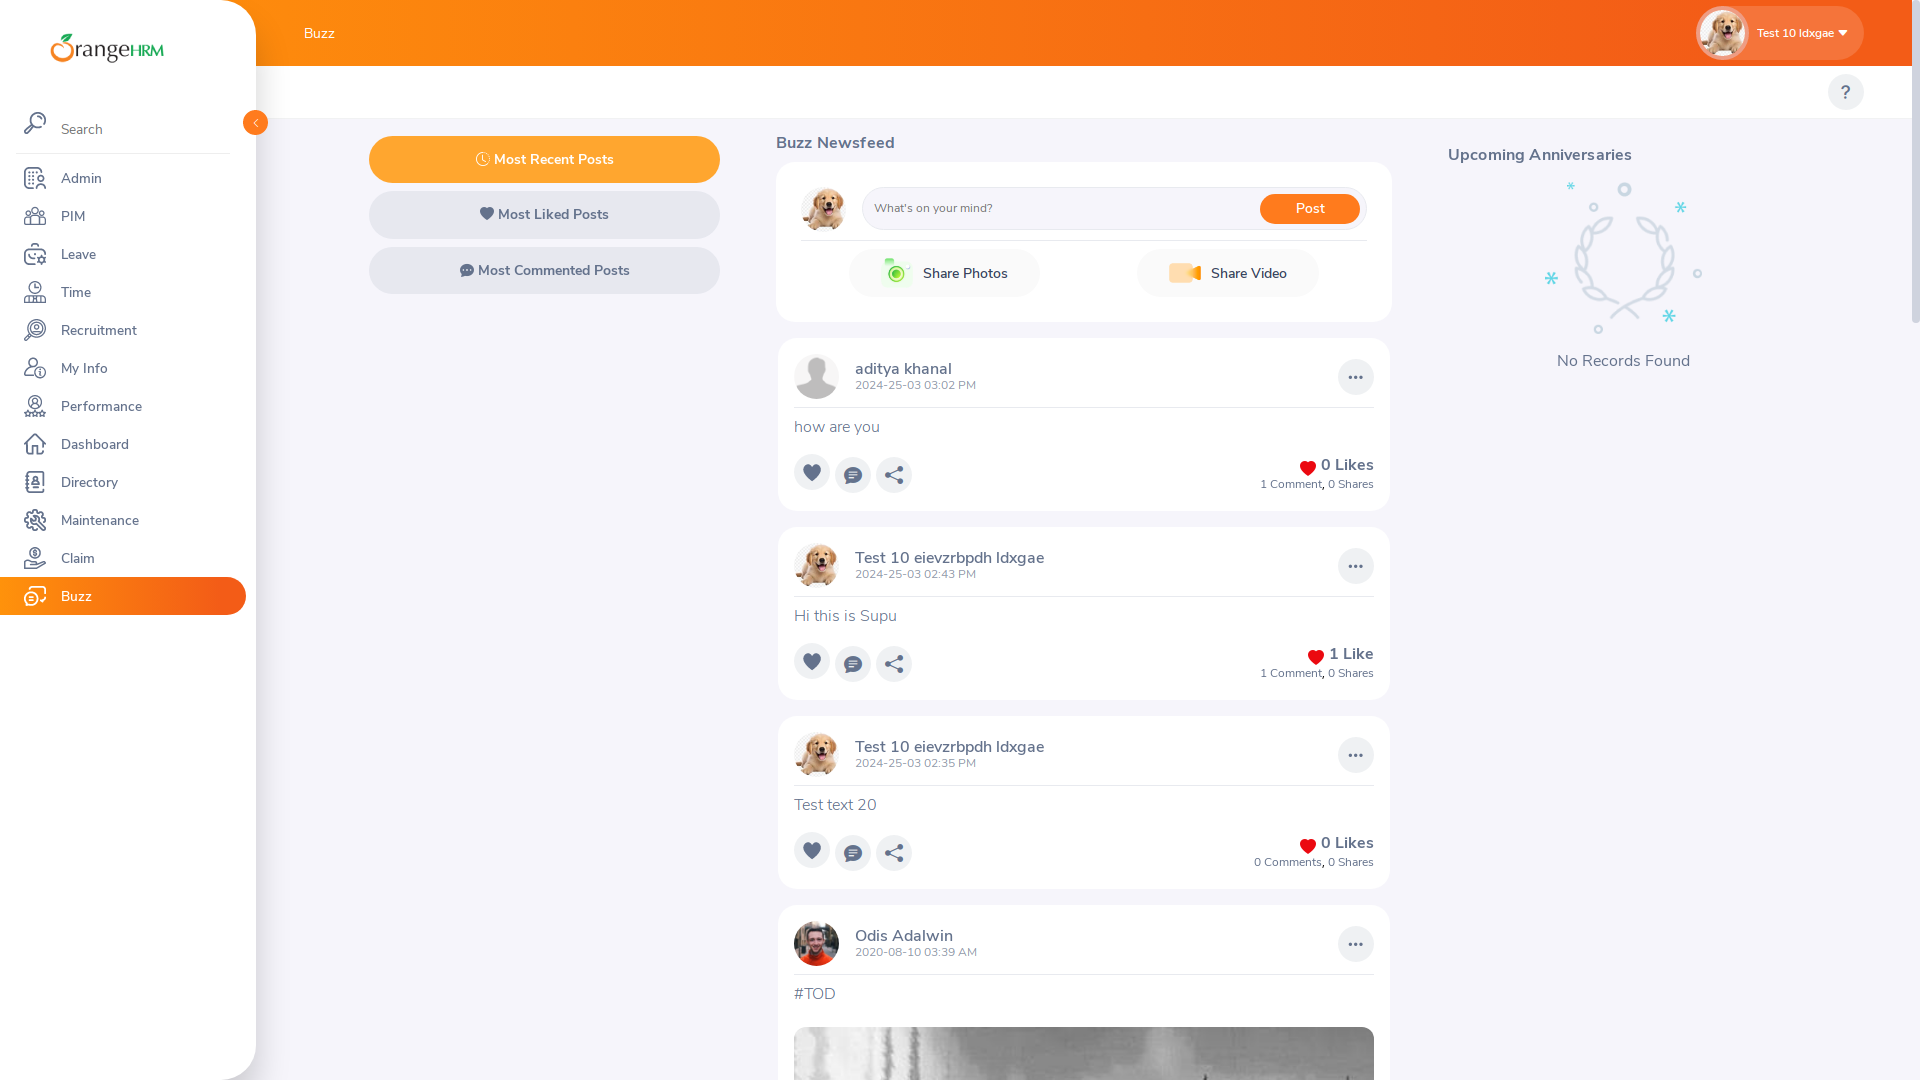 OrangeHRM
Search
Admin
PIM
Leave
Time
Recruitment
My Info
Performance
Dashboard
Directory
Maintenance
Claim
Buzz
Buzz
Test 10 ldxgae
?
Most Recent Posts
Most Liked Posts
Most Commented Posts
Buzz Newsfeed
What's on your mind?
Post
Share Photos
Share Video
aditya khanal
2024-25-03 03:02 PM
how are you
0 Likes
1 Comment, 0 Shares
Test 10 eievzrbpdh ldxgae
2024-25-03 02:43 PM
Hi this is Supu
1 Like
1 Comment, 0 Shares
Test 10 eievzrbpdh ldxgae
2024-25-03 02:35 PM
Test text 20
0 Likes
0 Comments, 0 Shares
Odis Adalwin
2020-08-10 03:39 AM
#TOD
Upcoming Anniversaries
No Records Found